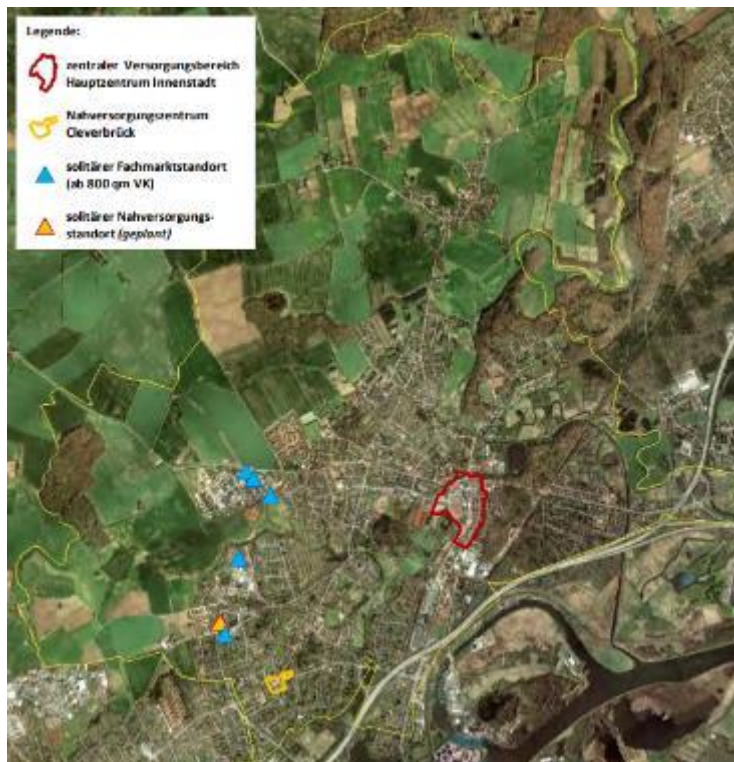 Legende:
zentraler Versorgungsbereich
Hauptzentrum Innenstadt
Nahversorgungszentrum
Cleverbrück
solitärer Fachmarktstandort
(ab 800 qm VK)
solitärer Nahversorgungs-
standort (geplant)